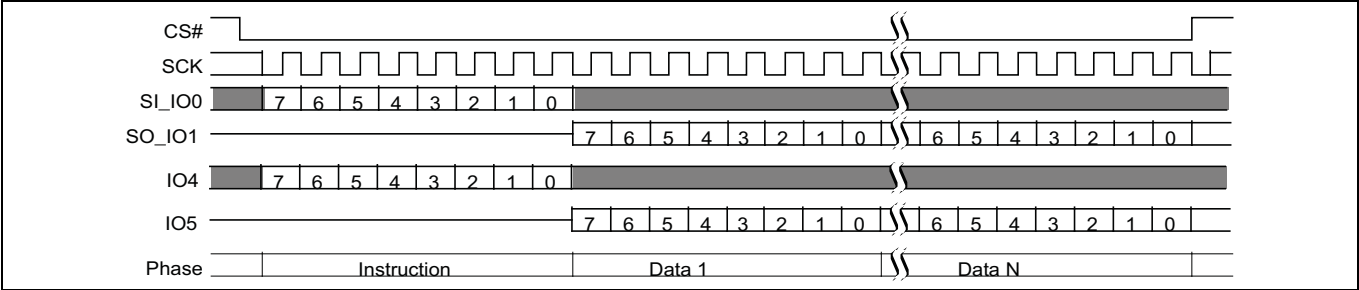 CS#
SCK
SI_IO0 7 6 5 4 3 2 1 0
SO_IO1 7 6 5 4 3 2 1 0 6 5 4 3 2 1 0
IO4 7 6 5 4 3 2 1 0
IO5 7 6 5 4 3 2 1 0 6 5 4 3 2 1 0
Phase Instruction Data 1 Data N